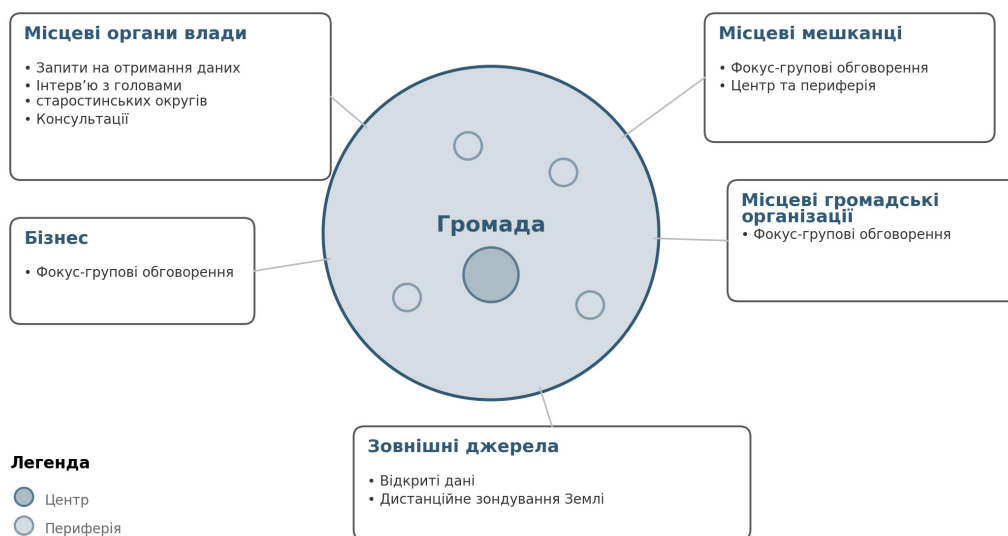 Місцеві органи влади
• Запити на отримання даних
• Інтерв’ю з головами
• старостинських округів
• Консультації
Місцеві мешканці
• Фокус-групові обговорення
• Центр та периферія
Бізнес
• Фокус-групові обговорення
Громада
Місцеві громадські
організації
• Фокус-групові обговорення
Зовнішні джерела
• Відкриті дані
• Дистанційне зондування Землі
Легенда
Центр
Периферія